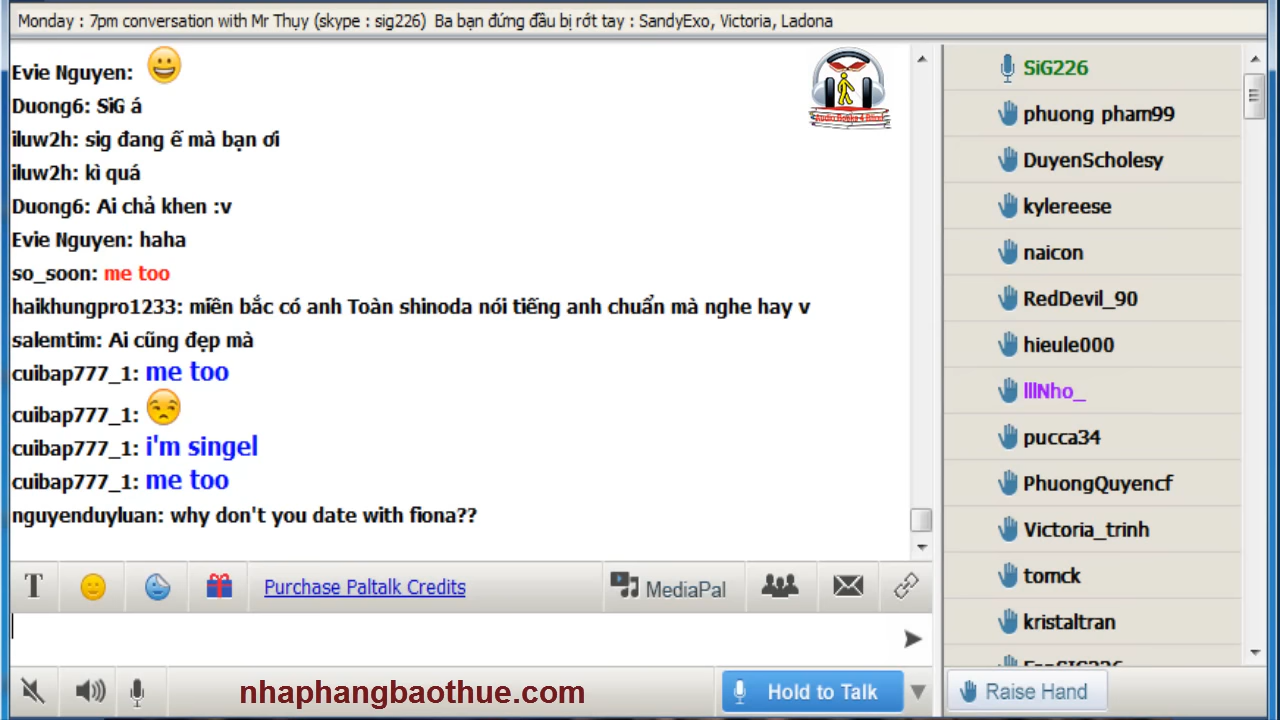 Monday : 7pm conversation with Mr Thụy (skype : sig226) Ba bạn đứng đầu bị rớt tay : SandyExo, Victoria, Ladona
Evie Nguyen:
Duong6: SiG á
iluw2h: sig đang ế mà bạn ơi
iluw2h: kì quá
Duong6: Ai chả khen :v
Evie Nguyen: haha
so_soon: me too
haikhungpro1233: miền bắc có anh Toàn shinoda nói tiếng anh chuẩn mà nghe hay v
salemtim: Ai cũng đẹp mà
cuibap777_1: me too
cuibap777_1:
cuibap777_1: i'm singel
cuibap777_1: me too
nguyenduyluan: why don't you date with fiona??
T
Purchase Paltalk Credits
MediaPal
nhaphangbaothue.com
Hold to Talk
SiG226
phuong pham99
DuyenScholesy
kylereese
naicon
RedDevil_90
hieule000
lllNho_
pucca34
PhuongQuyencf
Victoria_trinh
tomck
kristaltran
Raise Hand